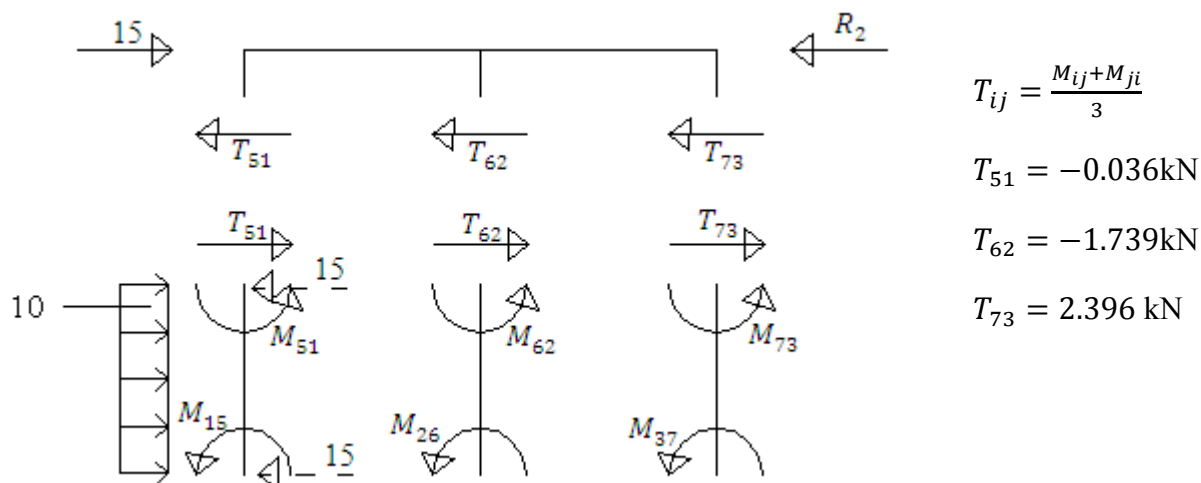 15 R₂
T₅₁ T₆₂ T₇₃
T₅₁ T₆₂ T₇₃
10 15
M₅₁ M₆₂ M₇₃
M₁₅ M₂₆ M₃₇
15
Tᵢⱼ = (Mᵢⱼ+Mⱼᵢ)/3
T₅₁ = −0.036kN
T₆₂ = −1.739kN
T₇₃ = 2.396 kN